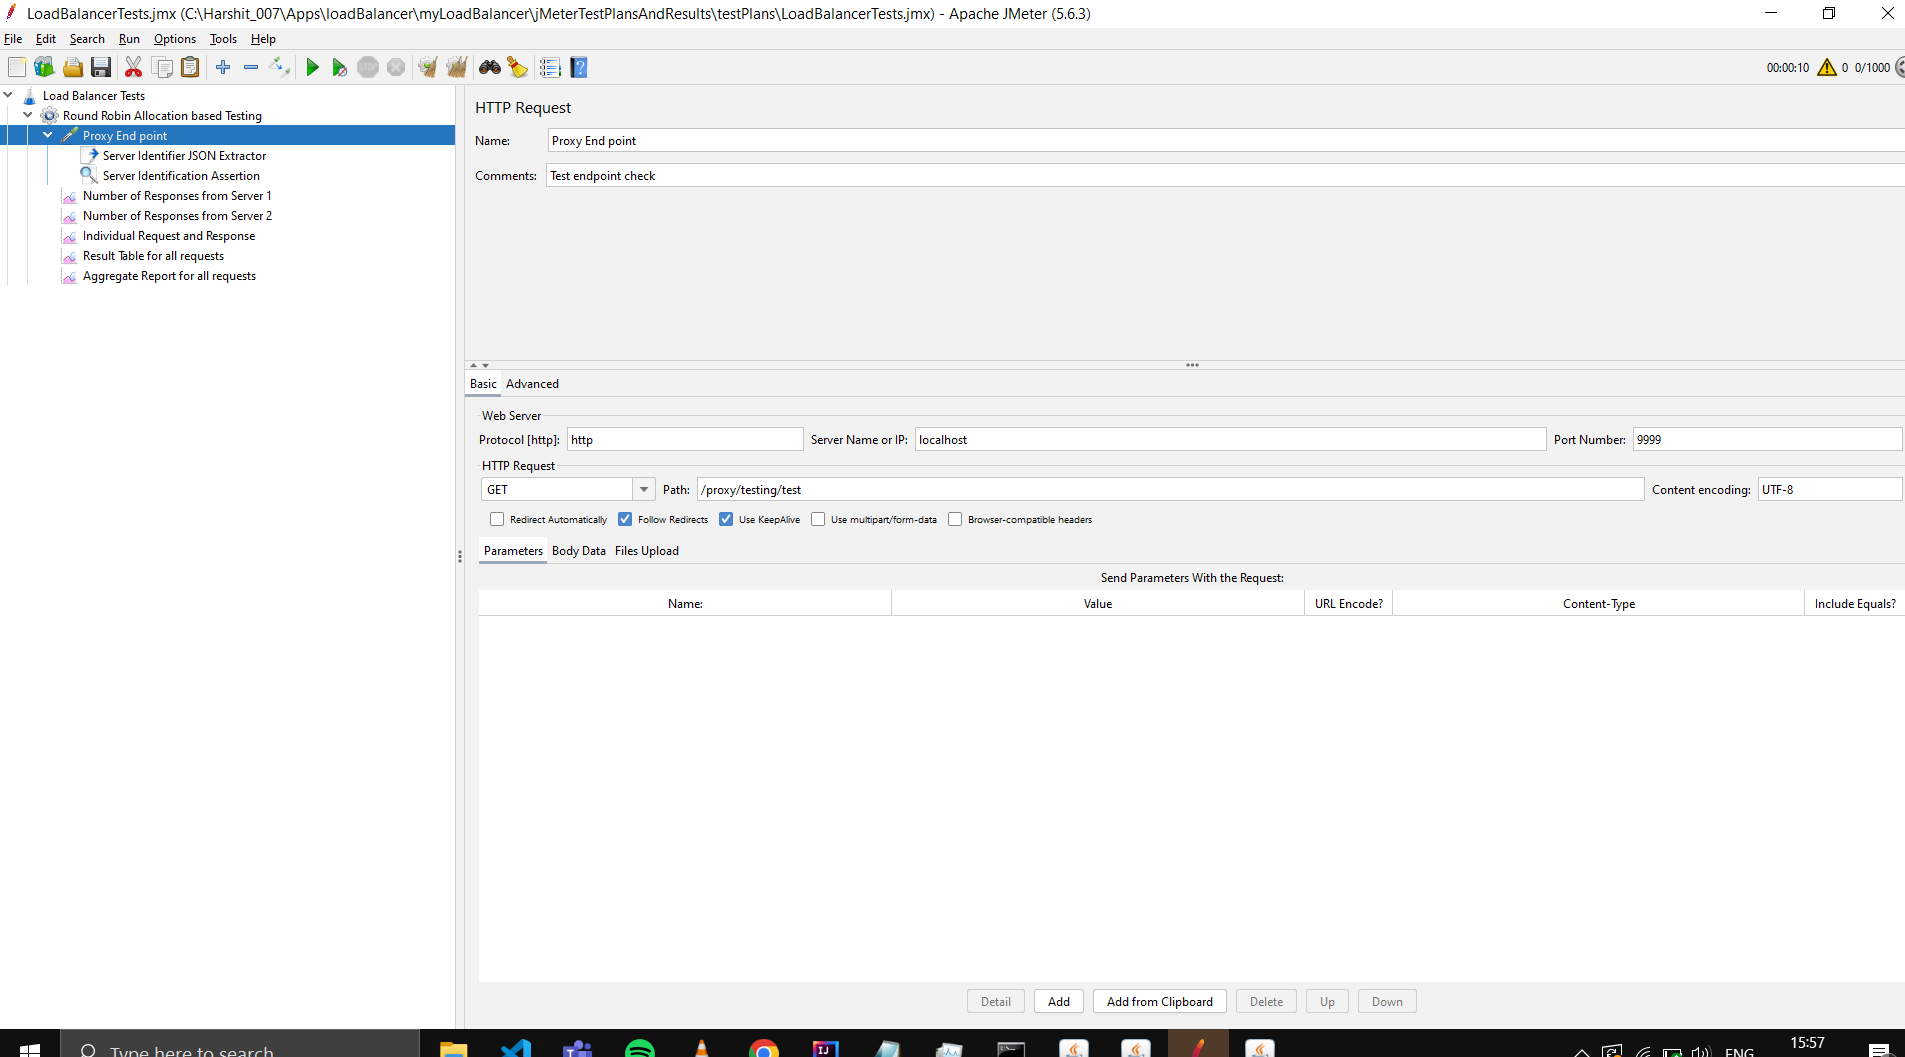 LoadBalancerTests.jmx (C:\Harshit_007\Apps\loadBalancer\myLoadBalancer\jMeterTestPlansAndResults\testPlans\LoadBalancerTests.jmx) - Apache JMeter (5.6.3)
File Edit Search Run Options Tools Help
00:00:10 0 0/1000
Load Balancer Tests
Round Robin Allocation based Testing
Proxy End point
Server Identifier JSON Extractor
Server Identification Assertion
Number of Responses from Server 1
Number of Responses from Server 2
Individual Request and Response
Result Table for all requests
Aggregate Report for all requests
HTTP Request
Name: Proxy End point
Comments: Test endpoint check
Basic Advanced
Web Server
Protocol [http]: http Server Name or IP: localhost Port Number: 9999
HTTP Request
GET Path: /proxy/testing/test Content encoding: UTF-8
Redirect Automatically Follow Redirects Use KeepAlive Use multipart/form-data Browser-compatible headers
Parameters Body Data Files Upload
Send Parameters With the Request:
Name: Value URL Encode? Content-Type Include Equals?
Detail Add Add from Clipboard Delete Up Down
Type here to search
ENG
15:57